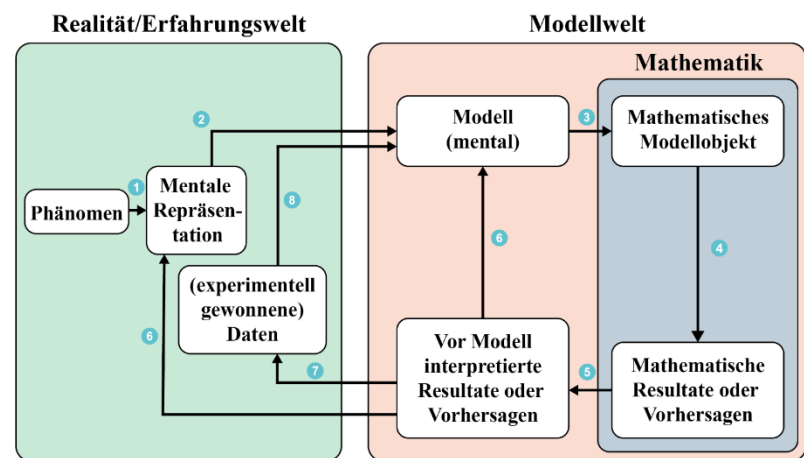 Realität/Erfahrungswelt
Modellwelt
Mathematik
Phänomen
1
Mentale
Repräsen-
tation
2
(experimentell
gewonnene)
Daten
8
6
7
Modell
(mental)
3
Mathematisches
Modellobjekt
6
4
Vor Modell
interpretierte
Resultate oder
Vorhersagen
5
Mathematische
Resultate oder
Vorhersagen